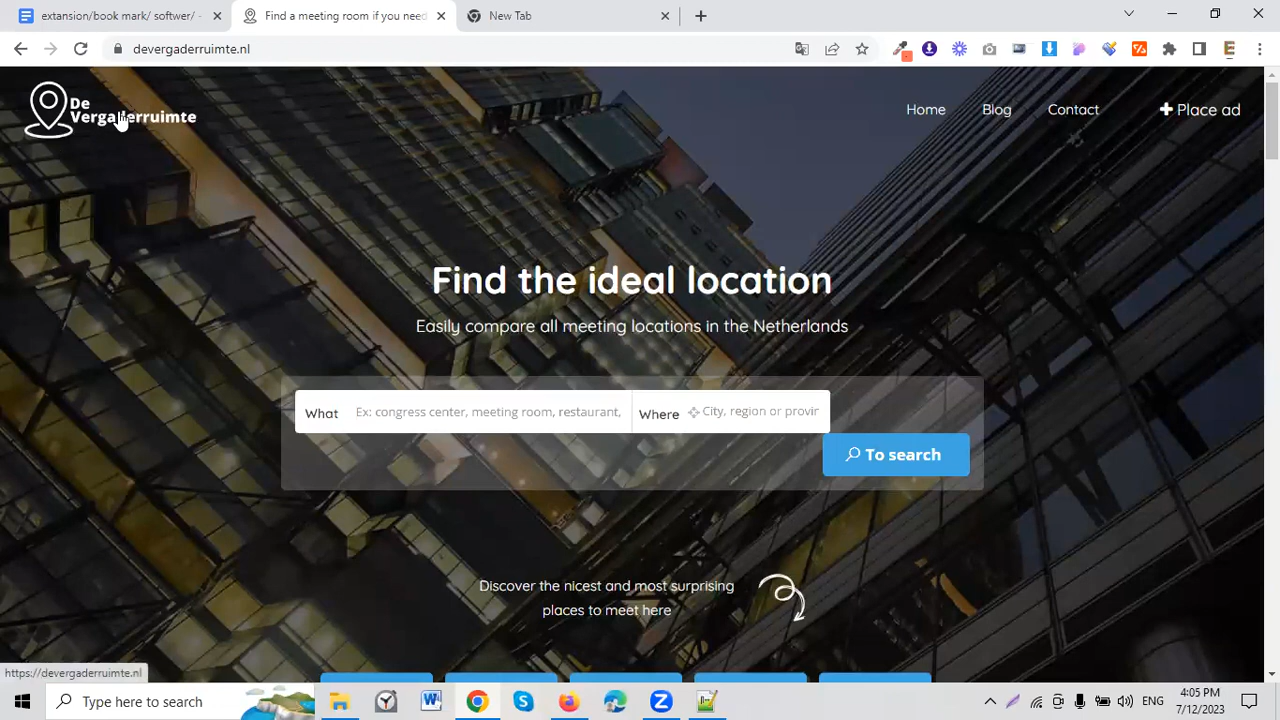 extansion/book mark/ softwer/ -
Find a meeting room if you need
New Tab
devergaderruimte.nl
De
Vergaderruimte
Home
Blog
Contact
Place ad
Find the ideal location
Easily compare all meeting locations in the Netherlands
What
Ex: congress center, meeting room, restaurant,
Where
City, region or provir
To search
Discover the nicest and most surprising
places to meet here
https://devergaderruimte.nl
Type here to search
ENG
4:05 PM
7/12/2023